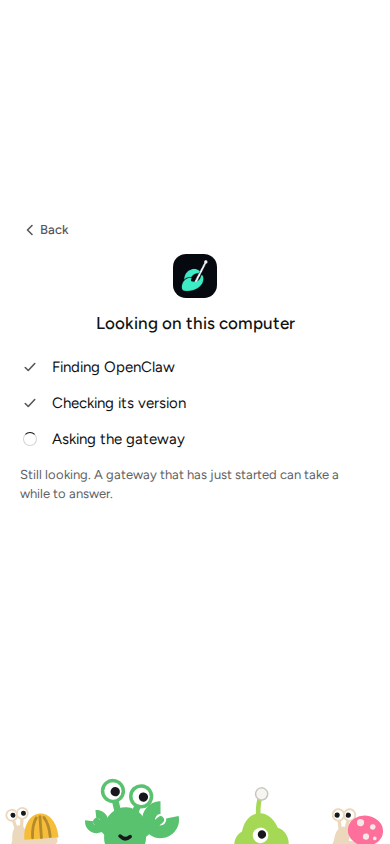 Back
Looking on this computer
Finding OpenClaw
Checking its version
Asking the gateway
Still looking. A gateway that has just started can take a
while to answer.